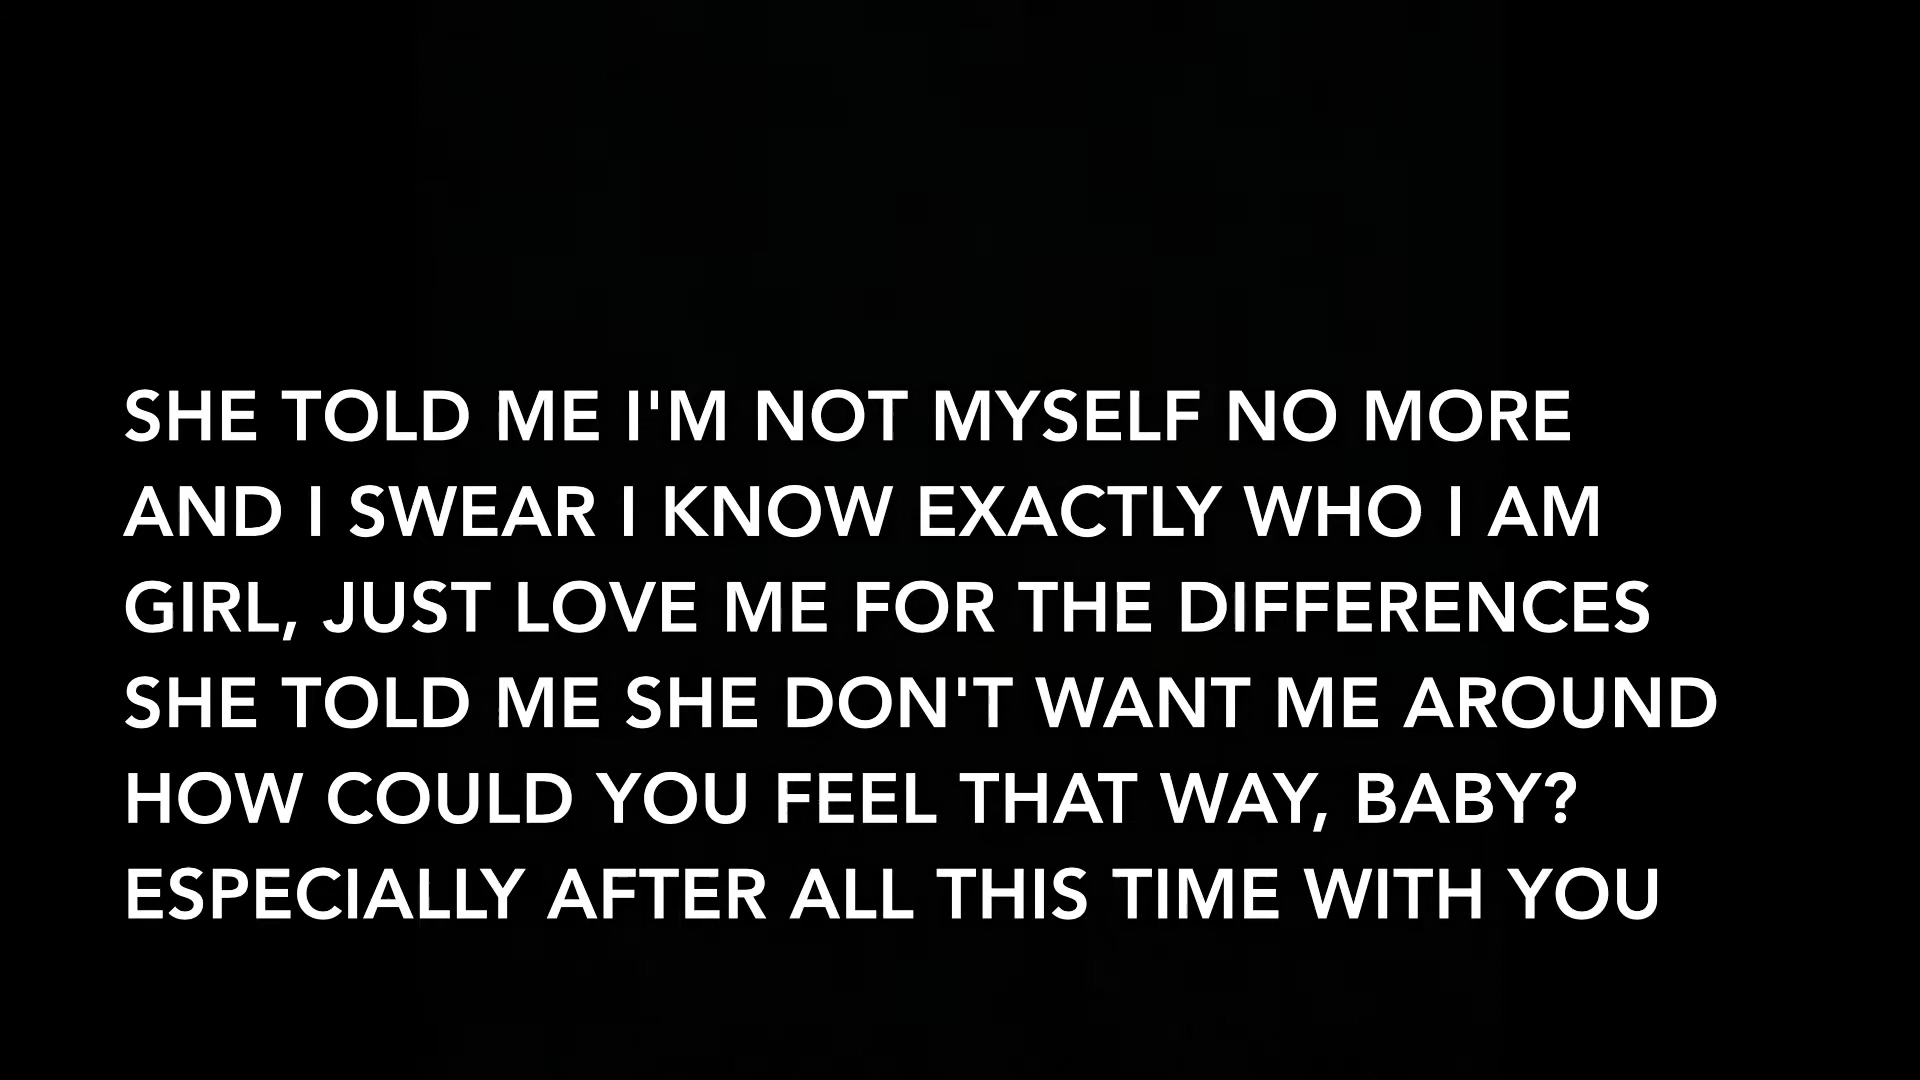 SHE TOLD ME I'M NOT MYSELF NO MORE
AND I SWEAR I KNOW EXACTLY WHO I AM
GIRL, JUST LOVE ME FOR THE DIFFERENCES
SHE TOLD ME SHE DON'T WANT ME AROUND
HOW COULD YOU FEEL THAT WAY, BABY?
ESPECIALLY AFTER ALL THIS TIME WITH YOU